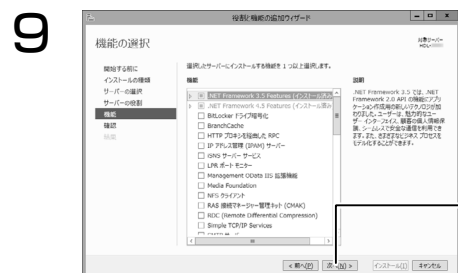 9
役割と機能の追加ウィザード
機能の選択
対象サーバー
開始する前に
インストールの種類
サーバーの選択
サーバーの役割
機能
確認
結果
選択したサーバーにインストールする機能を 1 つ以上選択します。
機能
.NET Framework 3.5 Features (インストール済み)
.NET Framework 4.5 Features (インストール済み
BitLocker ドライブ暗号化
BranchCache
HTTP プロキシを経由した RPC
IP アドレス管理 (IPAM) サーバー
iSNS サーバー サービス
LPR ポート モニター
Management OData IIS 拡張機能
Media Foundation
NFS クライアント
RAS 接続マネージャー管理キット (CMAK)
RDC (Remote Differential Compression)
Simple TCP/IP Services
説明
.NET Framework 3.5 では、.NET
Framework 2.0 API の機能にアプリ
ケーション作成用の新しいテクノロジが加
わりました。ユーザーは、魅力的なユー
ザー インターフェイス、顧客の個人情報保
護、シームレスで安全な通信を利用でき
ます。また、さまざまなビジネス プロセスを
モデル化することができます。
< 前へ(P)
次へ(N) >
インストール(I)
キャンセル